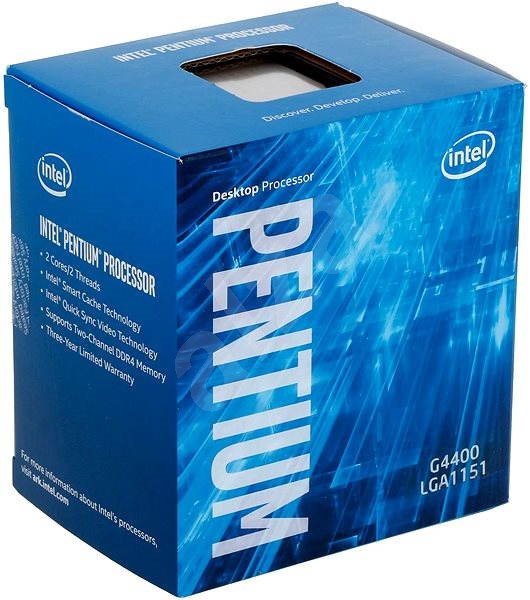 INTEL® PENTIUM® PROCESSOR
Discover. Develop. Deliver.
intel
INTEL® PENTIUM® PROCESSOR
• 2 Cores/2 Threads
• Intel® Smart Cache Technology
• Intel® Quick Sync Video Technology
• Supports Two-Channel DDR4 Memory
• Three-Year Limited Warranty
For more information about Intel's processors,
visit ark.intel.com
intel
Desktop Processor
PENTIUM
G4400
LGA1151